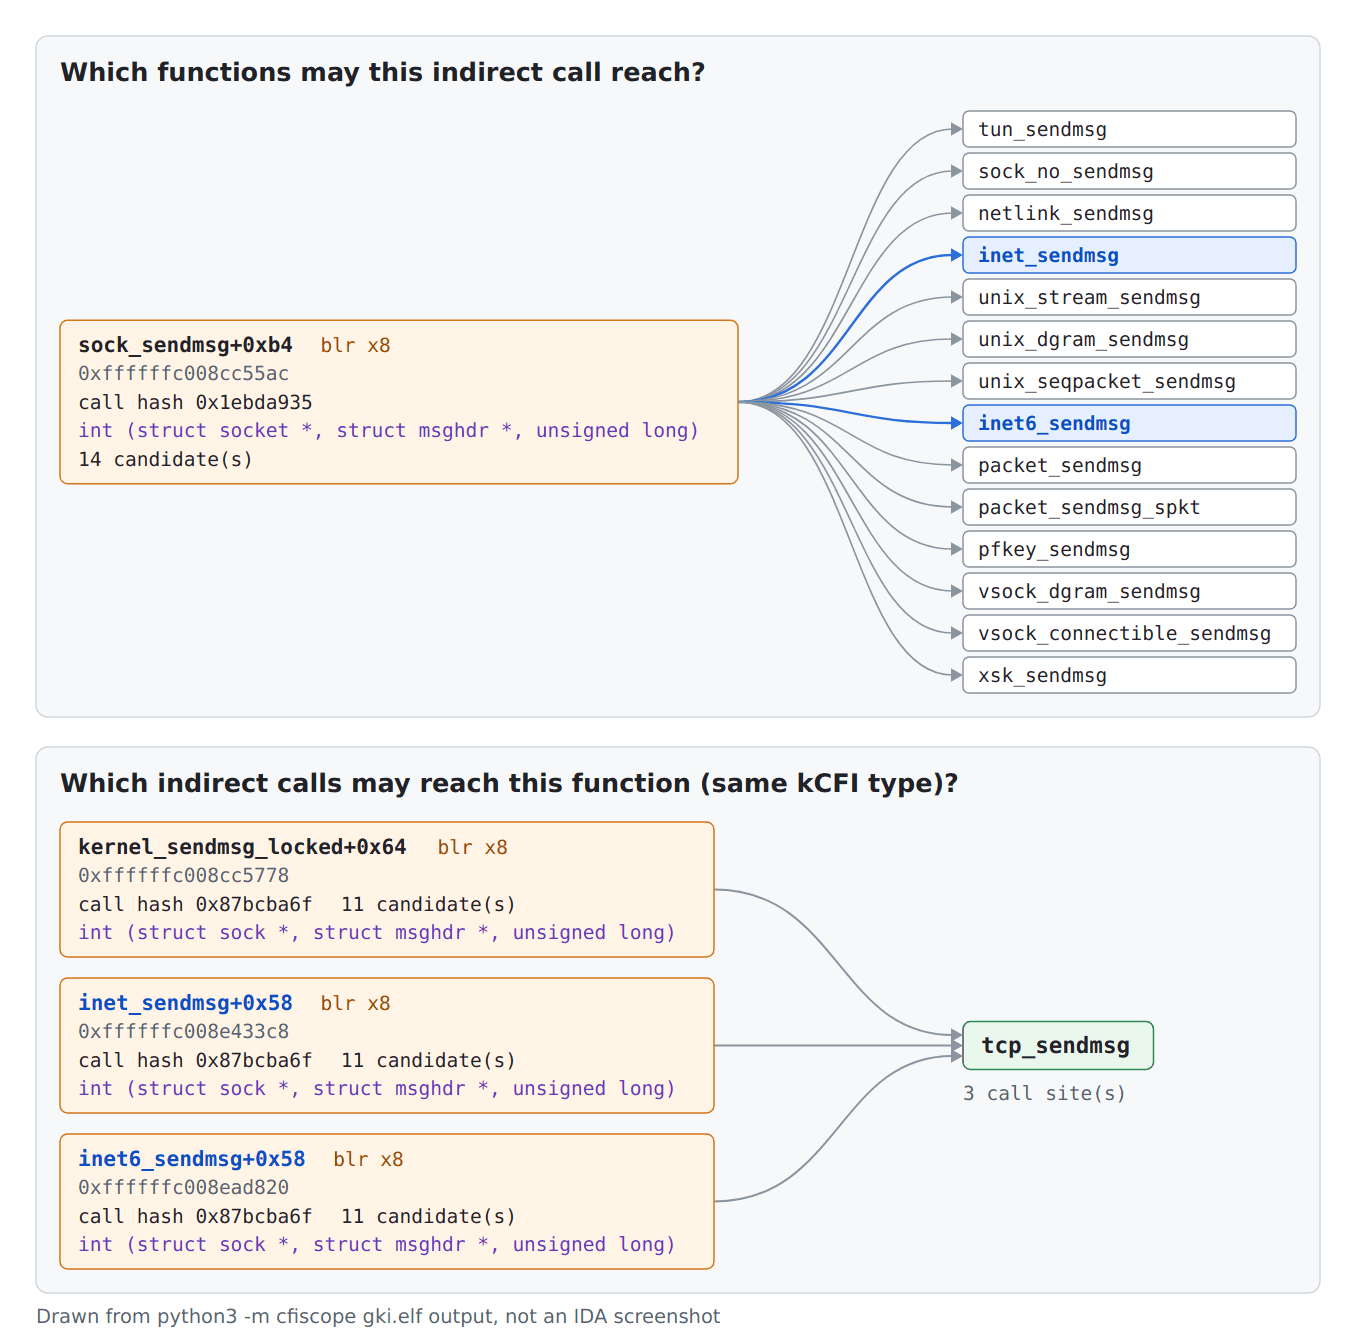 Which functions may this indirect call reach?
tun_sendmsg
sock_no_sendmsg
netlink_sendmsg
inet_sendmsg
unix_stream_sendmsg
unix_dgram_sendmsg
unix_seqpacket_sendmsg
inet6_sendmsg
packet_sendmsg
packet_sendmsg_spkt
pfkey_sendmsg
vsock_dgram_sendmsg
vsock_connectible_sendmsg
xsk_sendmsg
sock_sendmsg+0xb4 blr x8
0xffffffc008cc55ac
call hash 0x1ebda935
int (struct socket *, struct msghdr *, unsigned long)
14 candidate(s)
Which indirect calls may reach this function (same kCFI type)?
kernel_sendmsg_locked+0x64 blr x8
0xffffffc008cc5778
call hash 0x87bcba6f 11 candidate(s)
int (struct sock *, struct msghdr *, unsigned long)
inet_sendmsg+0x58 blr x8
0xffffffc008e433c8
call hash 0x87bcba6f 11 candidate(s)
int (struct sock *, struct msghdr *, unsigned long)
inet6_sendmsg+0x58 blr x8
0xffffffc008ead820
call hash 0x87bcba6f 11 candidate(s)
int (struct sock *, struct msghdr *, unsigned long)
tcp_sendmsg
3 call site(s)
Drawn from python3 -m cfiscope gki.elf output, not an IDA screenshot